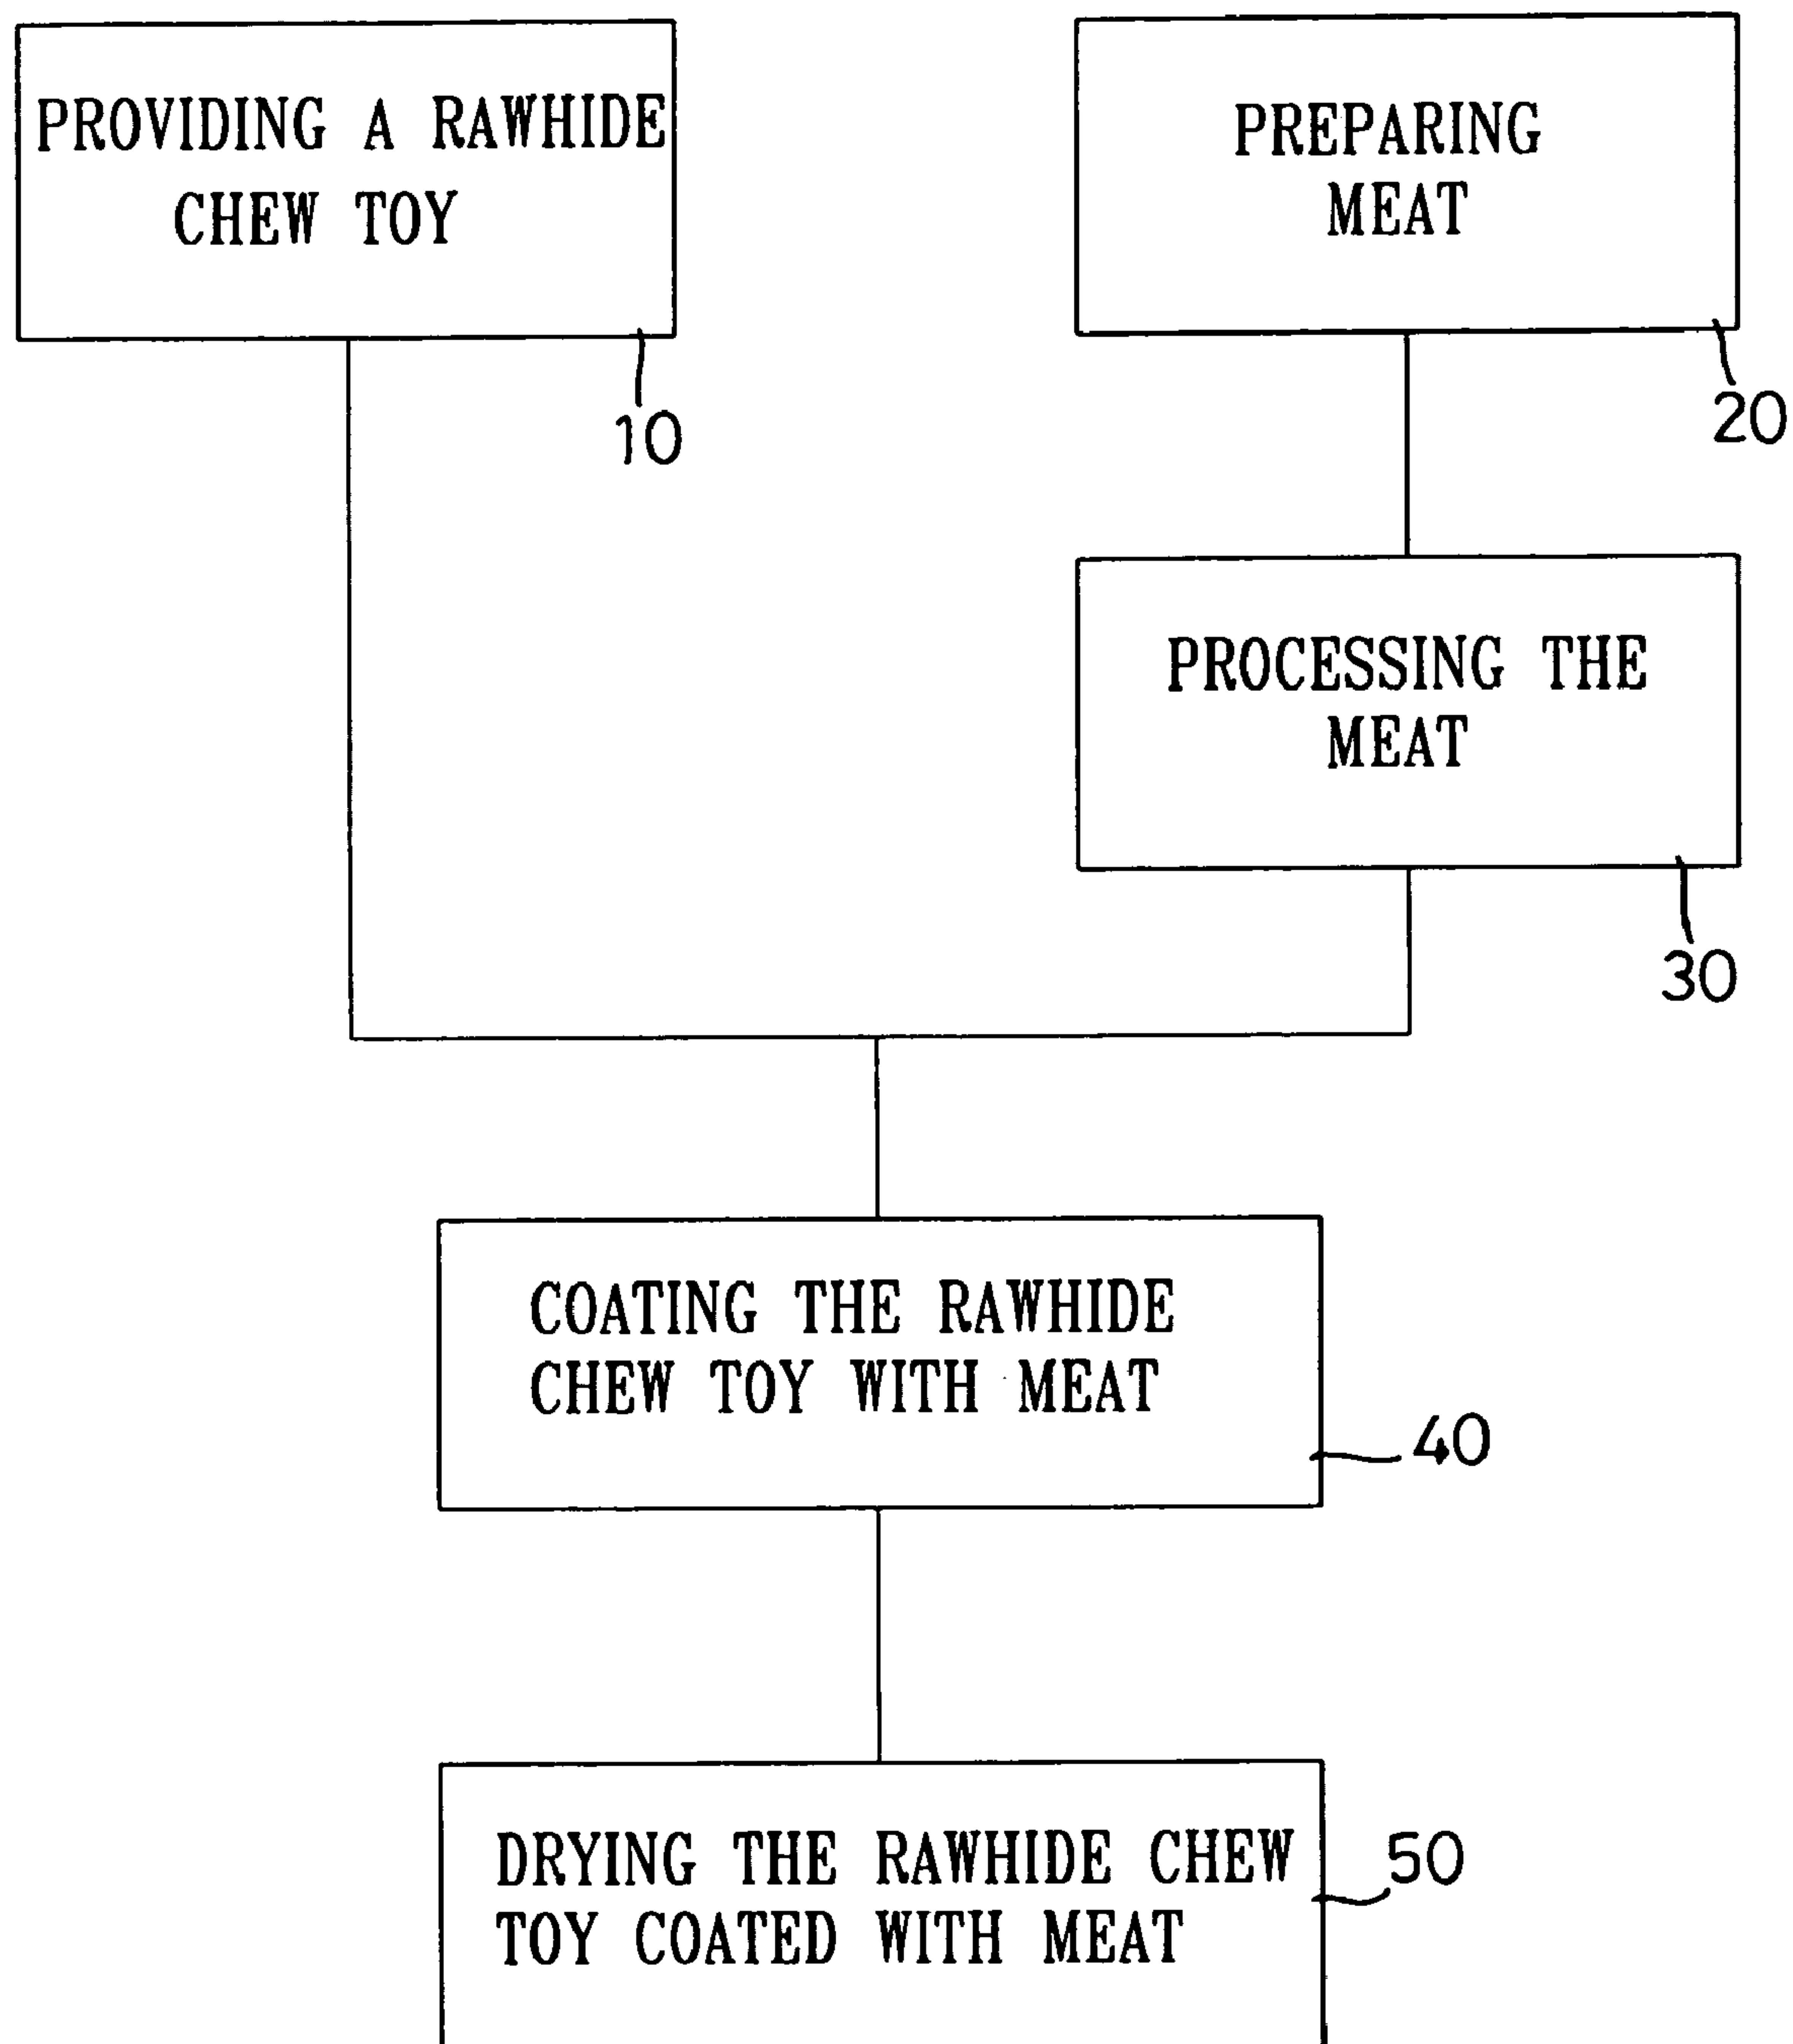 PROVIDING A RAWHIDE
CHEW TOY
10
PREPARING
MEAT
20
PROCESSING THE
MEAT
30
COATING THE RAWHIDE
CHEW TOY WITH MEAT
40
DRYING THE RAWHIDE CHEW
TOY COATED WITH MEAT
50